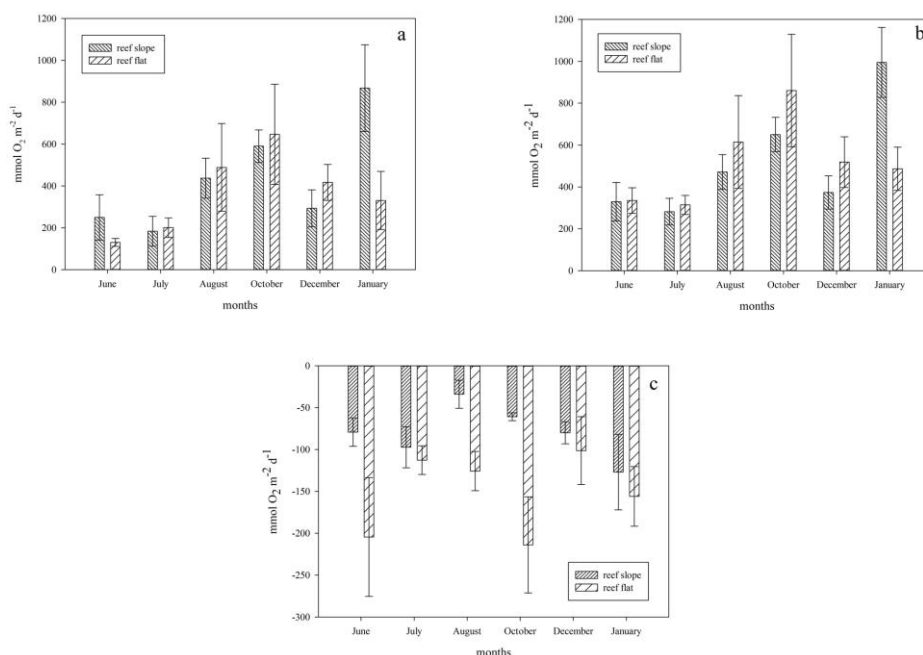 a
1200
1000
800
600
400
200
0
mmol O2 m-2 d-1
reef slope
reef flat
June July August October December January
months
b
1200
1000
800
600
400
200
0
mmol O2 m-2 d-1
reef slope
reef flat
June July August October December January
months
c
0
-50
-100
-150
-200
-250
-300
mmol O2 m-2 d-1
reef slope
reef flat
June July August October December January
months